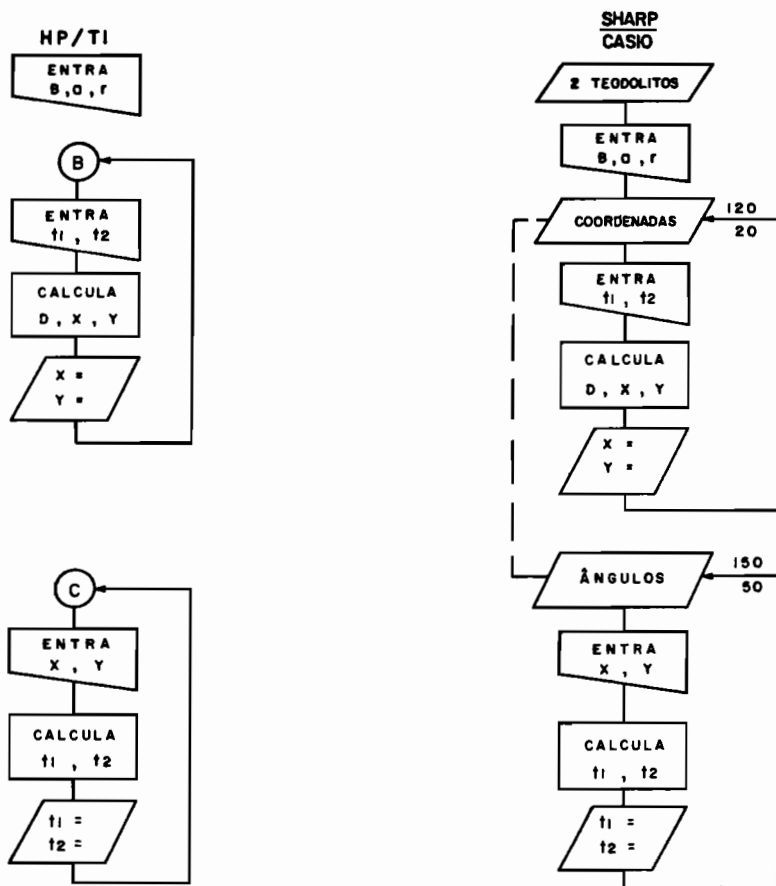 HP/TI
ENTRA
B,a,r
B
ENTRA
t1 , t2
CALCULA
D , X , Y
X =
Y =
C
ENTRA
X , Y
CALCULA
t1 , t2
t1 =
t2 =
SHARP
CASIO
2 TEODOLITOS
ENTRA
B,a,r
COORDENADAS
120
20
ENTRA
t1 , t2
CALCULA
D , X , Y
X =
Y =
ÂNGULOS
150
50
ENTRA
X , Y
CALCULA
t1 , t2
t1 =
t2 =